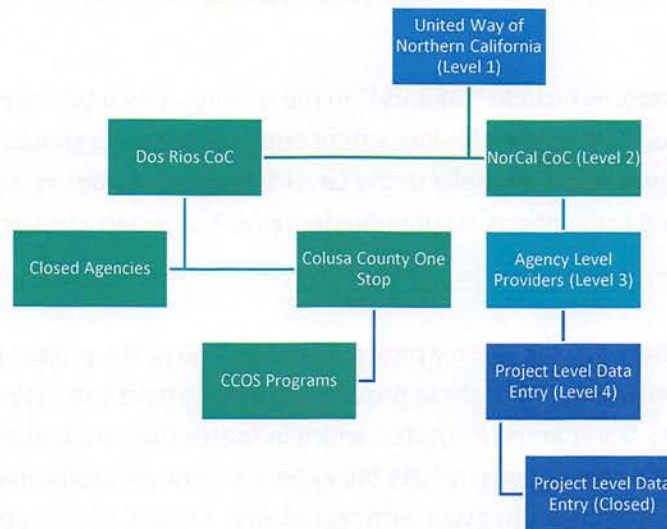 United Way of
Northern California
(Level 1)
Dos Rios CoC
NorCal CoC (Level 2)
Closed Agencies
Colusa County One
Stop
Agency Level
Providers (Level 3)
CCOS Programs
Project Level Data
Entry (Level 4)
Project Level Data
Entry (Closed)